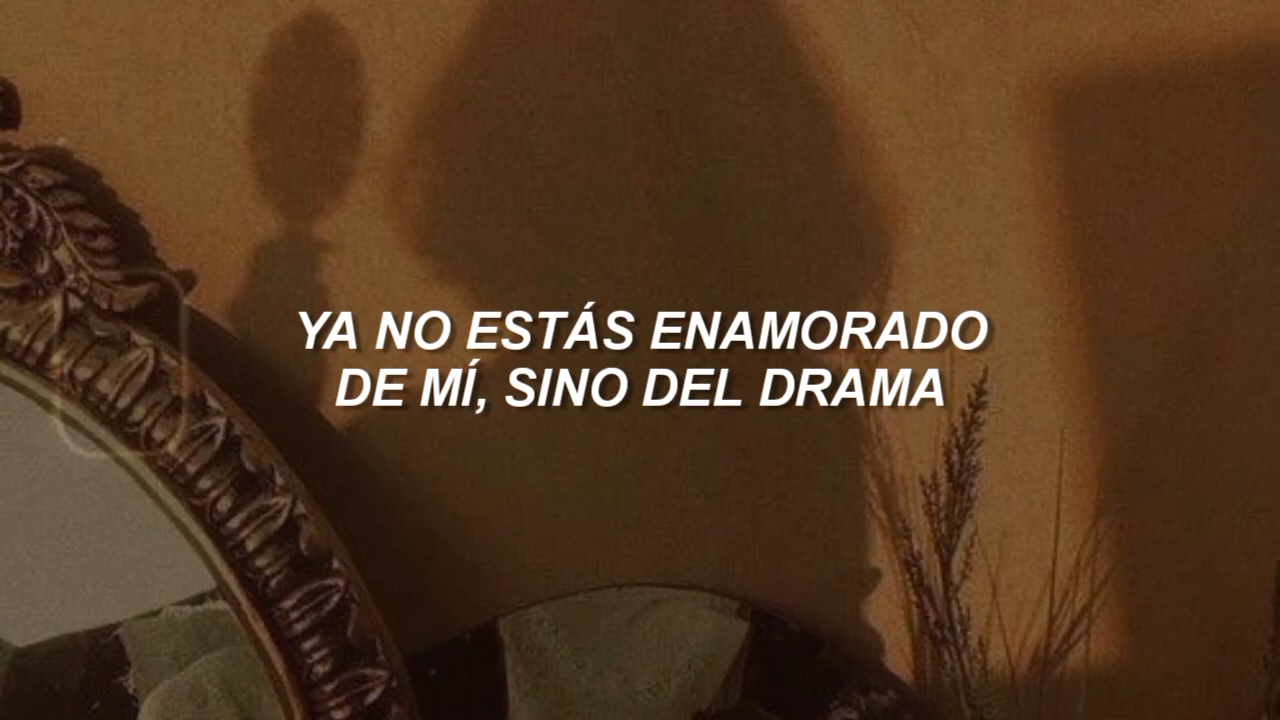 YA NO ESTÁS ENAMORADO
DE MÍ, SINO DEL DRAMA